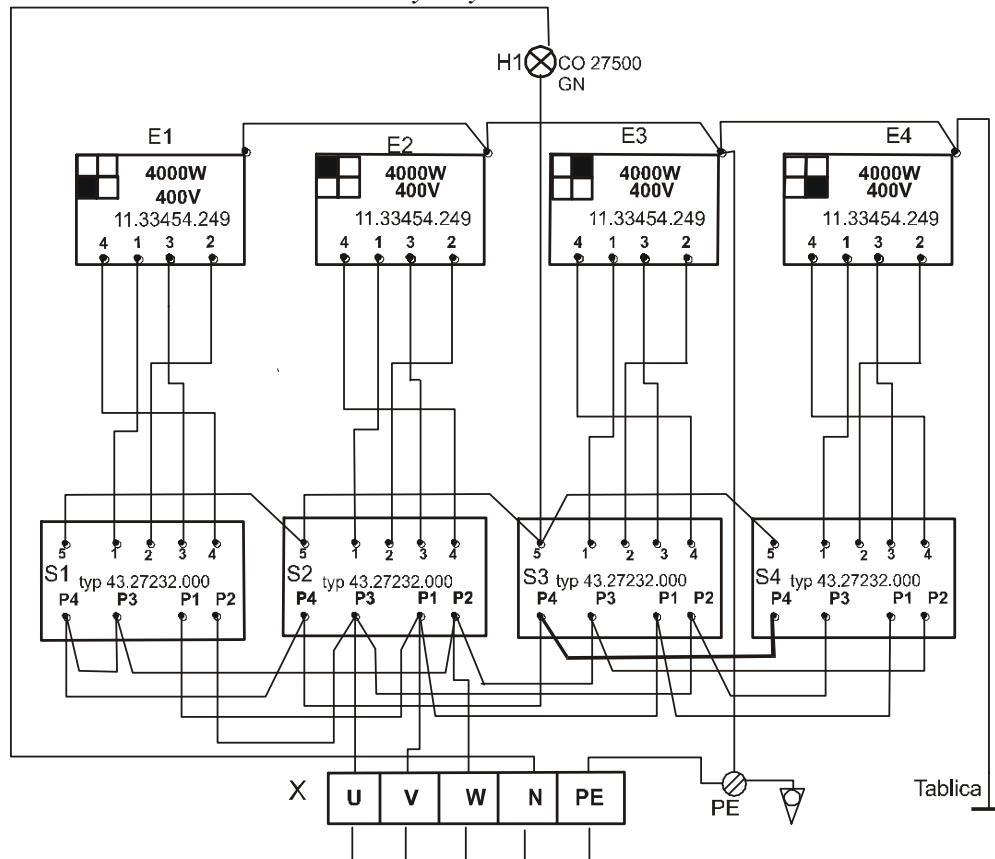 H1 CO 27500
GN
E1 E2 E3 E4
4000W 4000W 4000W 4000W
400V 400V 400V 400V
11.33454.249 11.33454.249 11.33454.249 11.33454.249
4 1 3 2 4 1 3 2 4 1 3 2 4 1 3 2
5 1 2 3 4 5 1 2 3 4 5 1 2 3 4 5 1 2 3 4
S1 typ 43.27232.000 S2 typ 43.27232.000 S3 typ 43.27232.000 S4 typ 43.27232.000
P4 P3 P1 P2 P4 P3 P1 P2 P4 P3 P1 P2 P4 P3 P1 P2
X U V W N PE PE Tablica